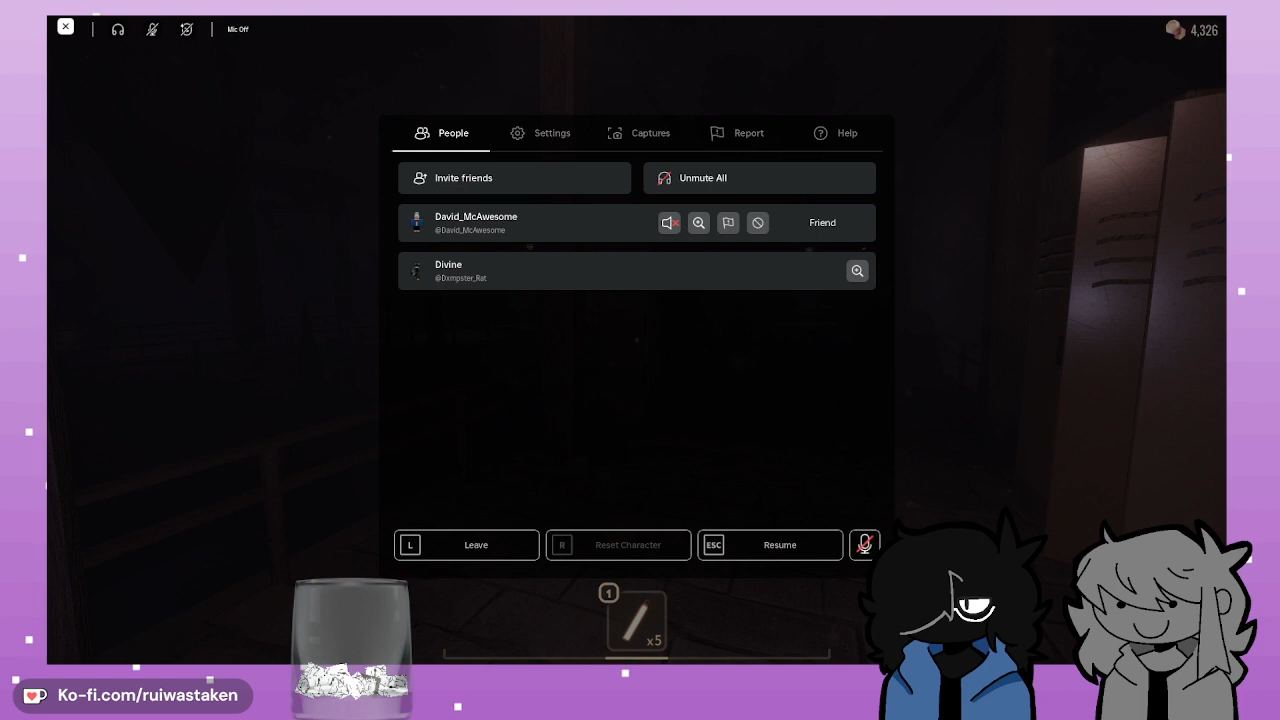 Mic Off
4,326
People
Settings
Captures
Report
Help
Invite friends
Unmute All
David_McAwesome
@David_McAwesome
Friend
Divine
@Dxmpster_Rat
L
Leave
R
Reset Character
ESC
Resume
1
x5
Ko-fi.com/ruiwastaken